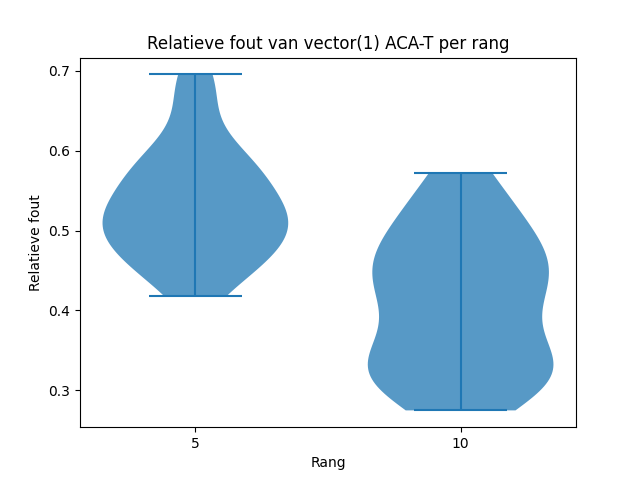 Relatieve fout van vector(1) ACA-T per rang
0.7
0.6
0.5
0.4
0.3
Relatieve fout
5 10
Rang